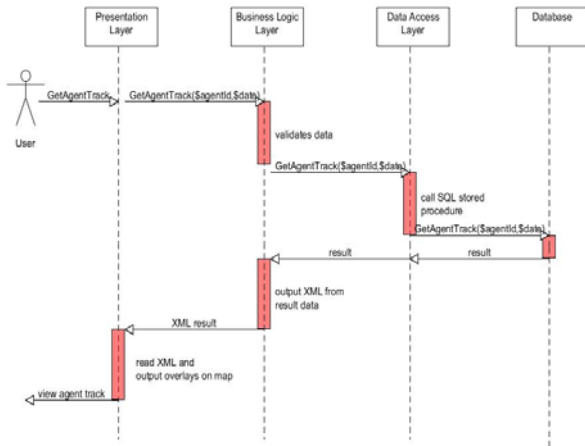 Presentation
Layer
Business Logic
Layer
Data Access
Layer
Database
GetAgentTrack
GetAgentTrack($agentId,$date)
User
validates data
GetAgentTrack($agentId,$date)
call SQL stored
procedure
GetAgentTrack($agentId,$date)
result
result
output XML from
result data
XML result
read XML and
output overlays on map
view agent track